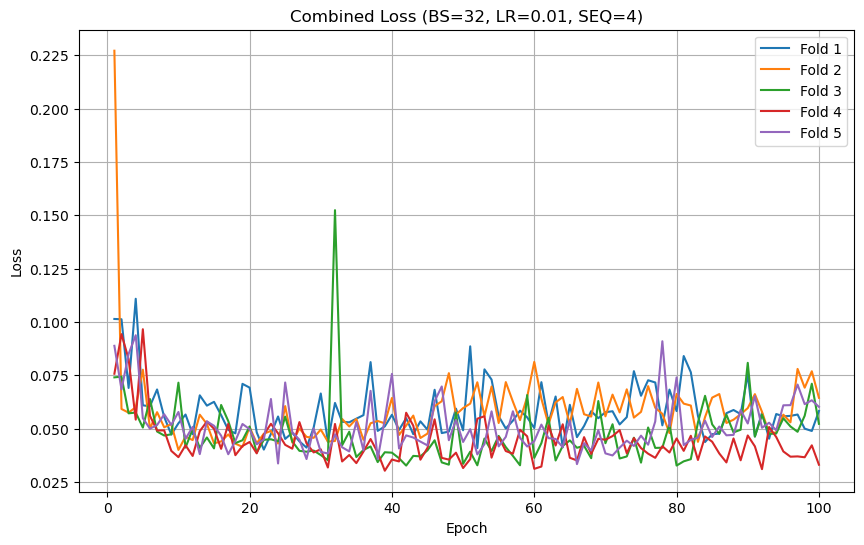 Combined Loss (BS=32, LR=0.01, SEQ=4)
Fold 1
Fold 2
Fold 3
Fold 4
Fold 5
Loss
0.225
0.200
0.175
0.150
0.125
0.100
0.075
0.050
0.025
0 20 40 60 80 100
Epoch